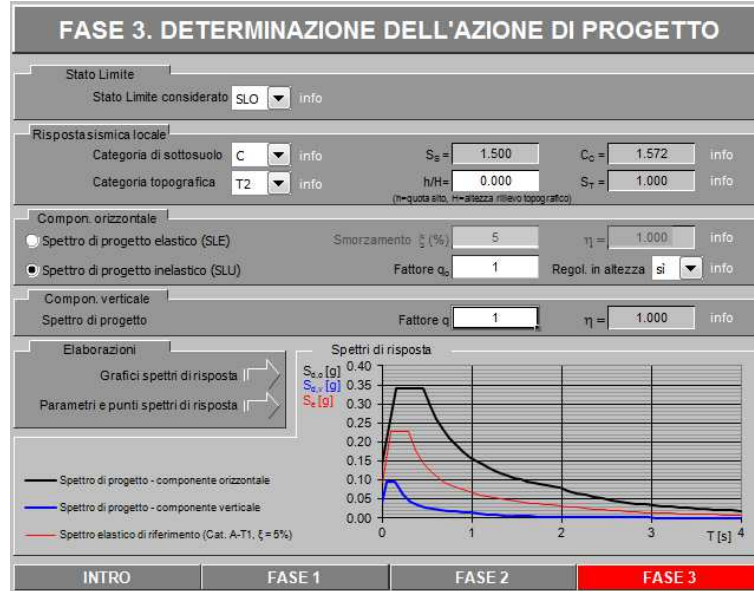 FASE 3. DETERMINAZIONE DELL'AZIONE DI PROGETTO
Stato Limite
Stato Limite considerato SLO info
Risposta sismica locale
Categoria di sottosuolo C info SS = 1.500 CC = 1.572 info
Categoria topografica T2 info h/H= 0.000 ST = 1.000 info
(h=quota sito, H=altezza rilievo topografico)
Compon. orizzontale
Spettro di progetto elastico (SLE) Smorzamento ξ (%) 5 η = 1.000 info
Spettro di progetto inelastico (SLU) Fattore qo 1 Regol. in altezza sì info
Compon. verticale
Spettro di progetto Fattore q 1 η = 1.000 info
Elaborazioni
Grafici spettri di risposta
Parametri e punti spettri di risposta
Spettri di risposta
Sd,o [g]
Sd,v [g]
Se [g]
0.40
0.35
0.30
0.25
0.20
0.15
0.10
0.05
0.00
0 1 2 3 4
T [s]
Spettro di progetto - componente orizzontale
Spettro di progetto - componente verticale
Spettro elastico di riferimento (Cat. A-T1, ξ = 5%)
INTRO FASE 1 FASE 2 FASE 3